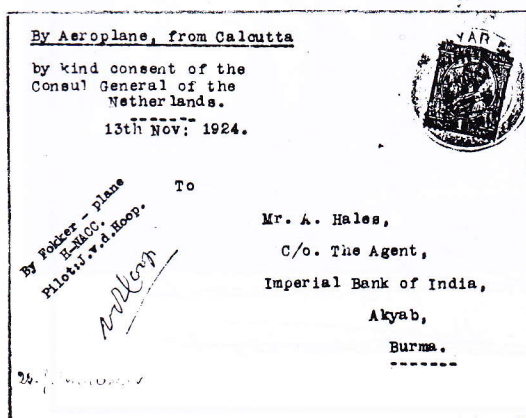 By Aeroplane, from Calcutta
by kind consent of the
Consul General of the
Netherlands.
13th Nov: 1924.
YAR
To
By Fokker - plane
H-NACC.
Pilot:J.v.d.Hoop.
Mr. A. Hales,
C/o. The Agent,
Imperial Bank of India,
Akyab,
Burma.